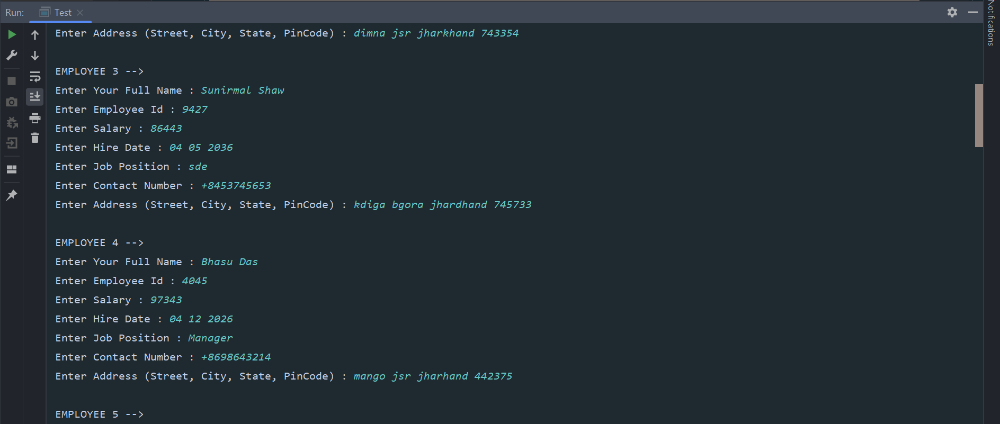 Run: Test
Notifications
Enter Address (Street, City, State, PinCode) : dimna jsr jharkhand 743354
EMPLOYEE 3 -->
Enter Your Full Name : Sunirmal Shaw
Enter Employee Id : 9427
Enter Salary : 86443
Enter Hire Date : 04 05 2036
Enter Job Position : sde
Enter Contact Number : +8453745653
Enter Address (Street, City, State, PinCode) : kdiga bgora jhardhand 745733
EMPLOYEE 4 -->
Enter Your Full Name : Bhasu Das
Enter Employee Id : 4045
Enter Salary : 97343
Enter Hire Date : 04 12 2026
Enter Job Position : Manager
Enter Contact Number : +8698643214
Enter Address (Street, City, State, PinCode) : mango jsr jharhand 442375
EMPLOYEE 5 -->